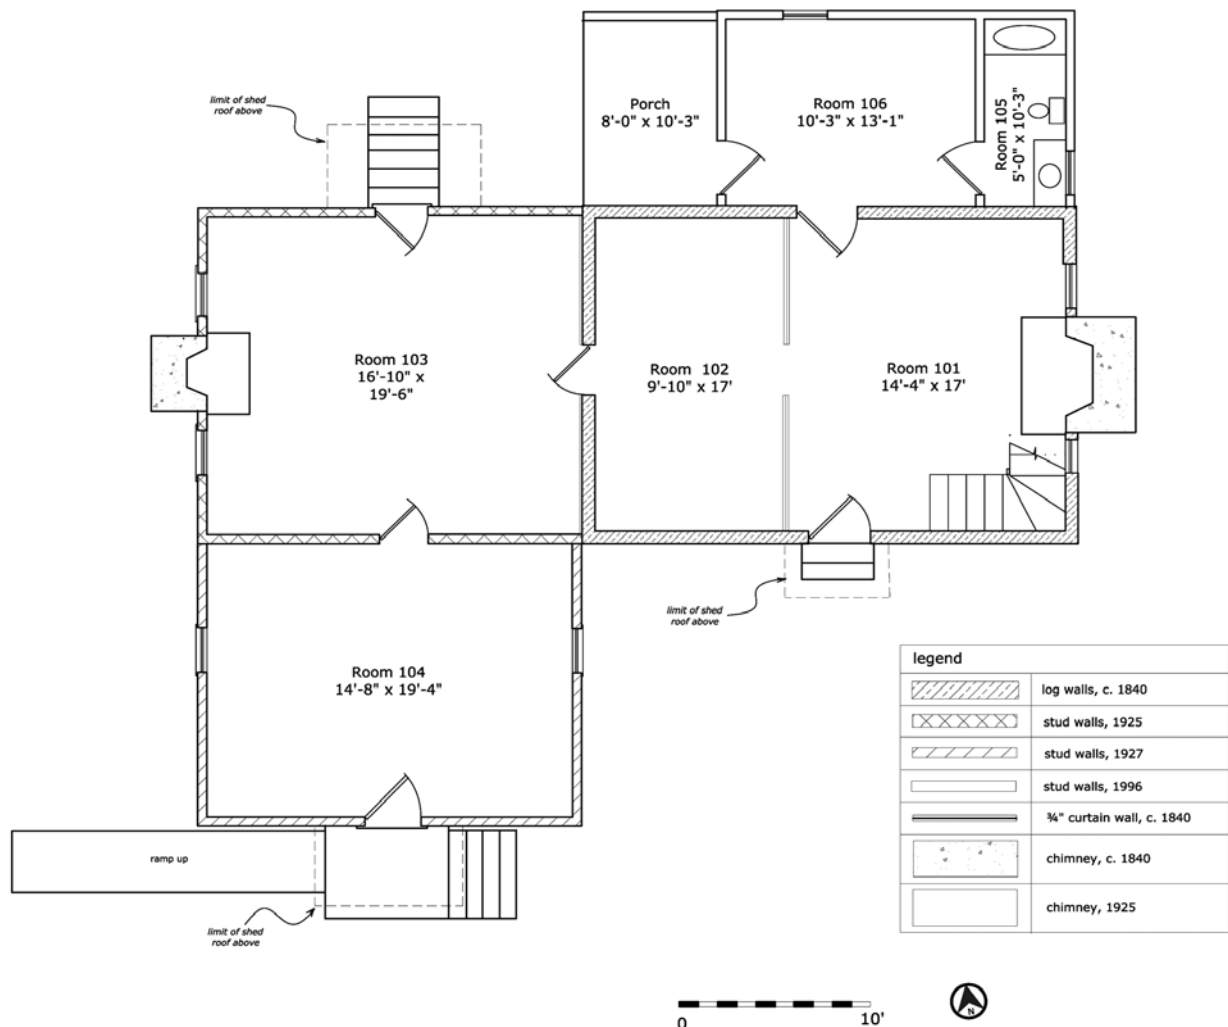 limit of shed
roof above
Porch
8'-0" x 10'-3"
Room 106
10'-3" x 13'-1"
Room 105
5'-0" x 10'-3"
Room 103
16'-10" x
19'-6"
Room 102
9'-10" x 17'
Room 101
14'-4" x 17'
limit of shed
roof above
Room 104
14'-8" x 19'-4"
ramp up
limit of shed
roof above
legend
log walls, c. 1840
stud walls, 1925
stud walls, 1927
stud walls, 1996
¾" curtain wall, c. 1840
chimney, c. 1840
chimney, 1925
0
10'
N